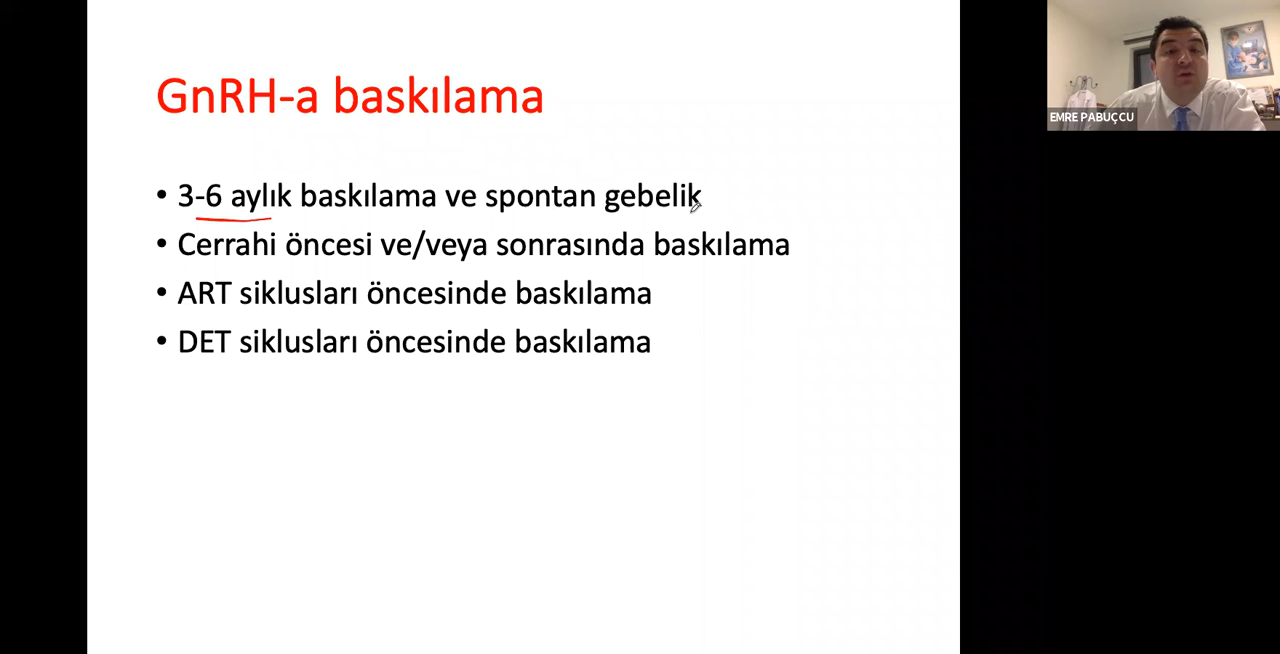 GnRH-a baskılama
• 3-6 aylık baskılama ve spontan gebelik
• Cerrahi öncesi ve/veya sonrasında baskılama
• ART siklusları öncesinde baskılama
• DET siklusları öncesinde baskılama
EMRE PABUÇCU